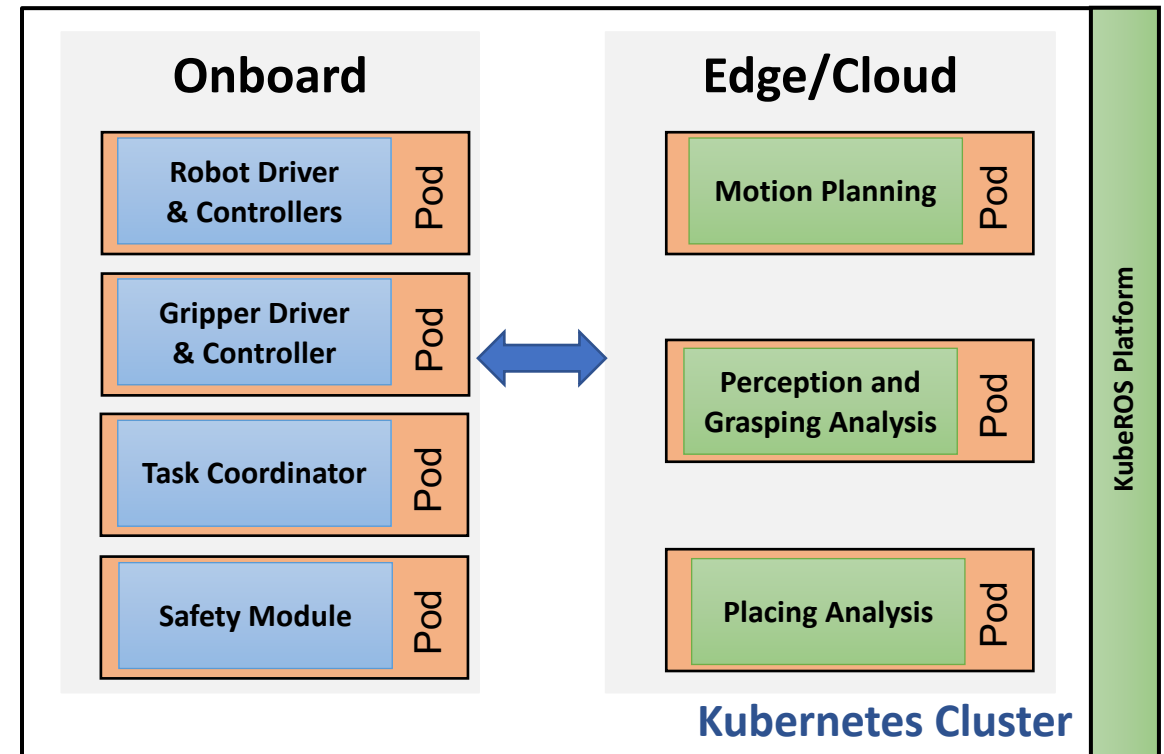 Onboard
Robot Driver
& Controllers
Pod
Gripper Driver
& Controller
Pod
Task Coordinator
Pod
Safety Module
Pod
Edge/Cloud
Motion Planning
Pod
Perception and
Grasping Analysis
Pod
Placing Analysis
Pod
Kubernetes Cluster
KubeROS Platform